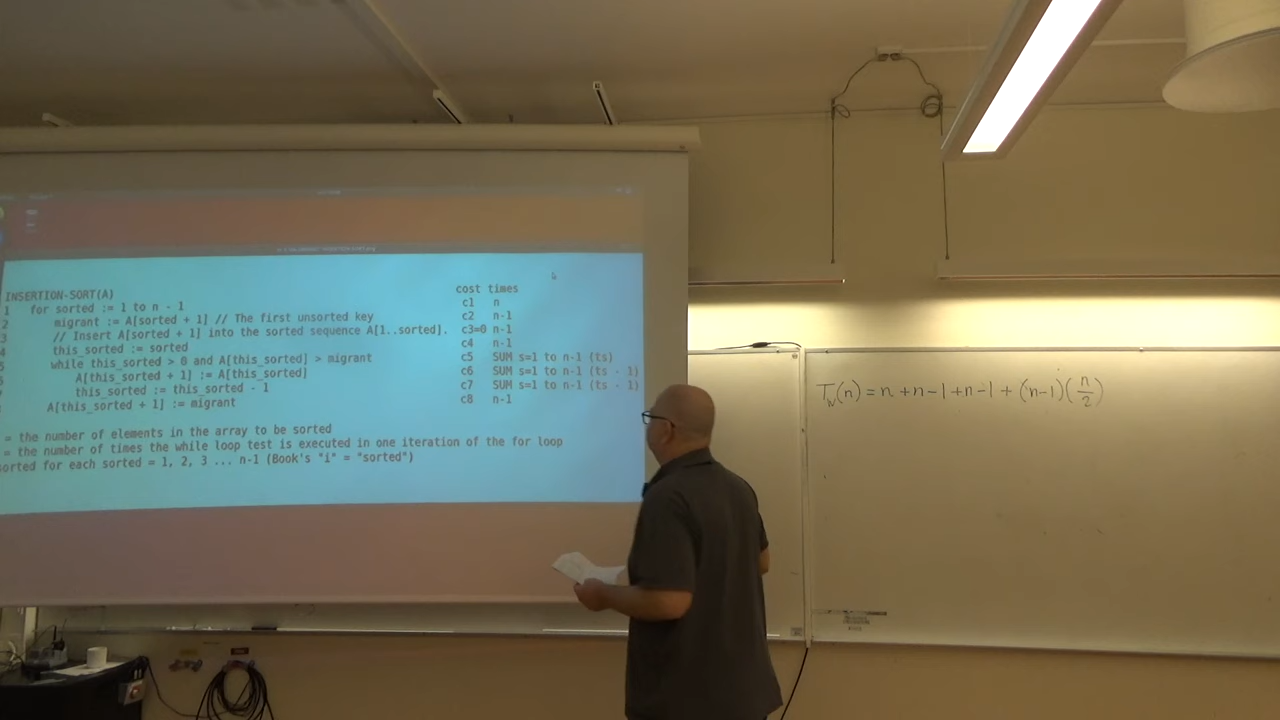 INSERTION-SORT(A) cost times
1 for sorted := 1 to n - 1 c1 n
2 migrant := A[sorted + 1] // The first unsorted key c2 n-1
3 // Insert A[sorted + 1] into the sorted sequence A[1..sorted]. c3=0 n-1
4 this_sorted := sorted c4 n-1
5 while this_sorted > 0 and A[this_sorted] > migrant c5 SUM s=1 to n-1 (ts)
6 A[this_sorted + 1] := A[this_sorted] c6 SUM s=1 to n-1 (ts - 1)
this_sorted := this_sorted - 1 c7 SUM s=1 to n-1 (ts - 1)
A[this_sorted + 1] := migrant c8 n-1
= the number of elements in the array to be sorted
= the number of times the while loop test is executed in one iteration of the for loop
sorted for each sorted = 1, 2, 3 ... n-1 (Book's "i" = "sorted")
Tw(n) = n + n-1 + n-1 + (n-1)(n/2)